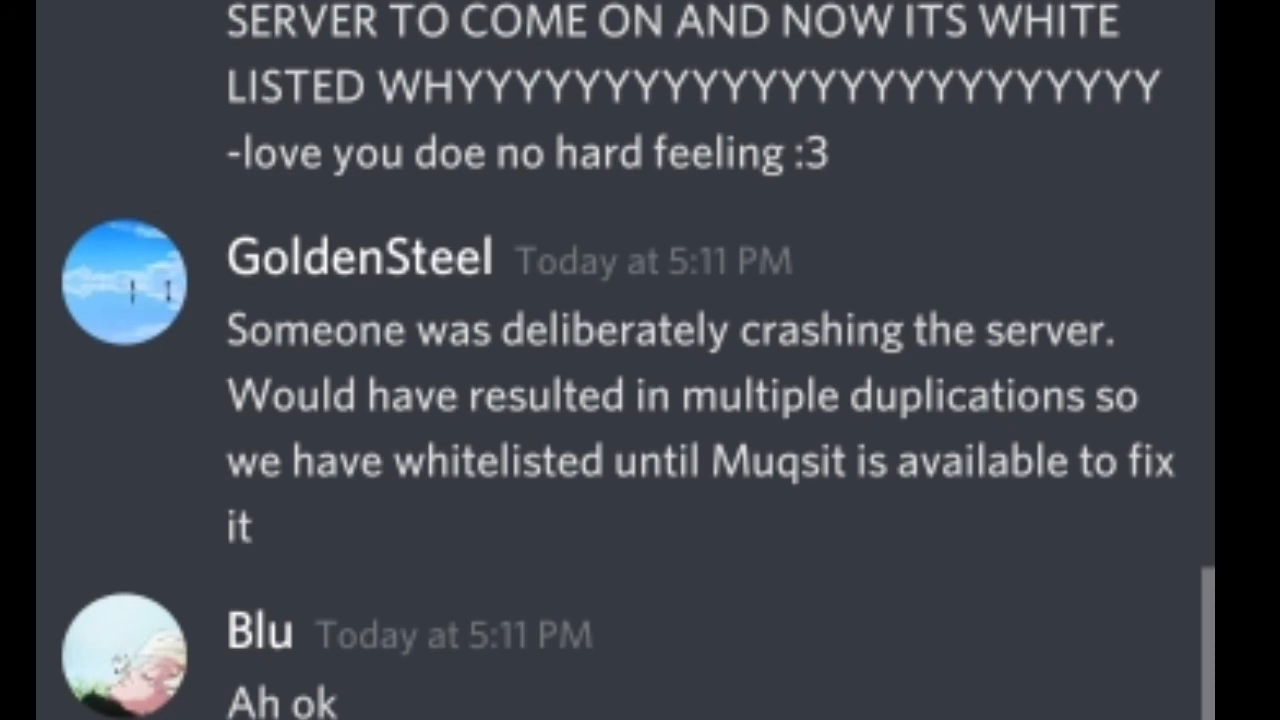 SERVER TO COME ON AND NOW ITS WHITE
LISTED WHYYYYYYYYYYYYYYYYYYYYYYYYY
-love you doe no hard feeling :3
GoldenSteel Today at 5:11 PM
Someone was deliberately crashing the server.
Would have resulted in multiple duplications so
we have whitelisted until Muqsit is available to fix
it
Blu Today at 5:11 PM
Ah ok